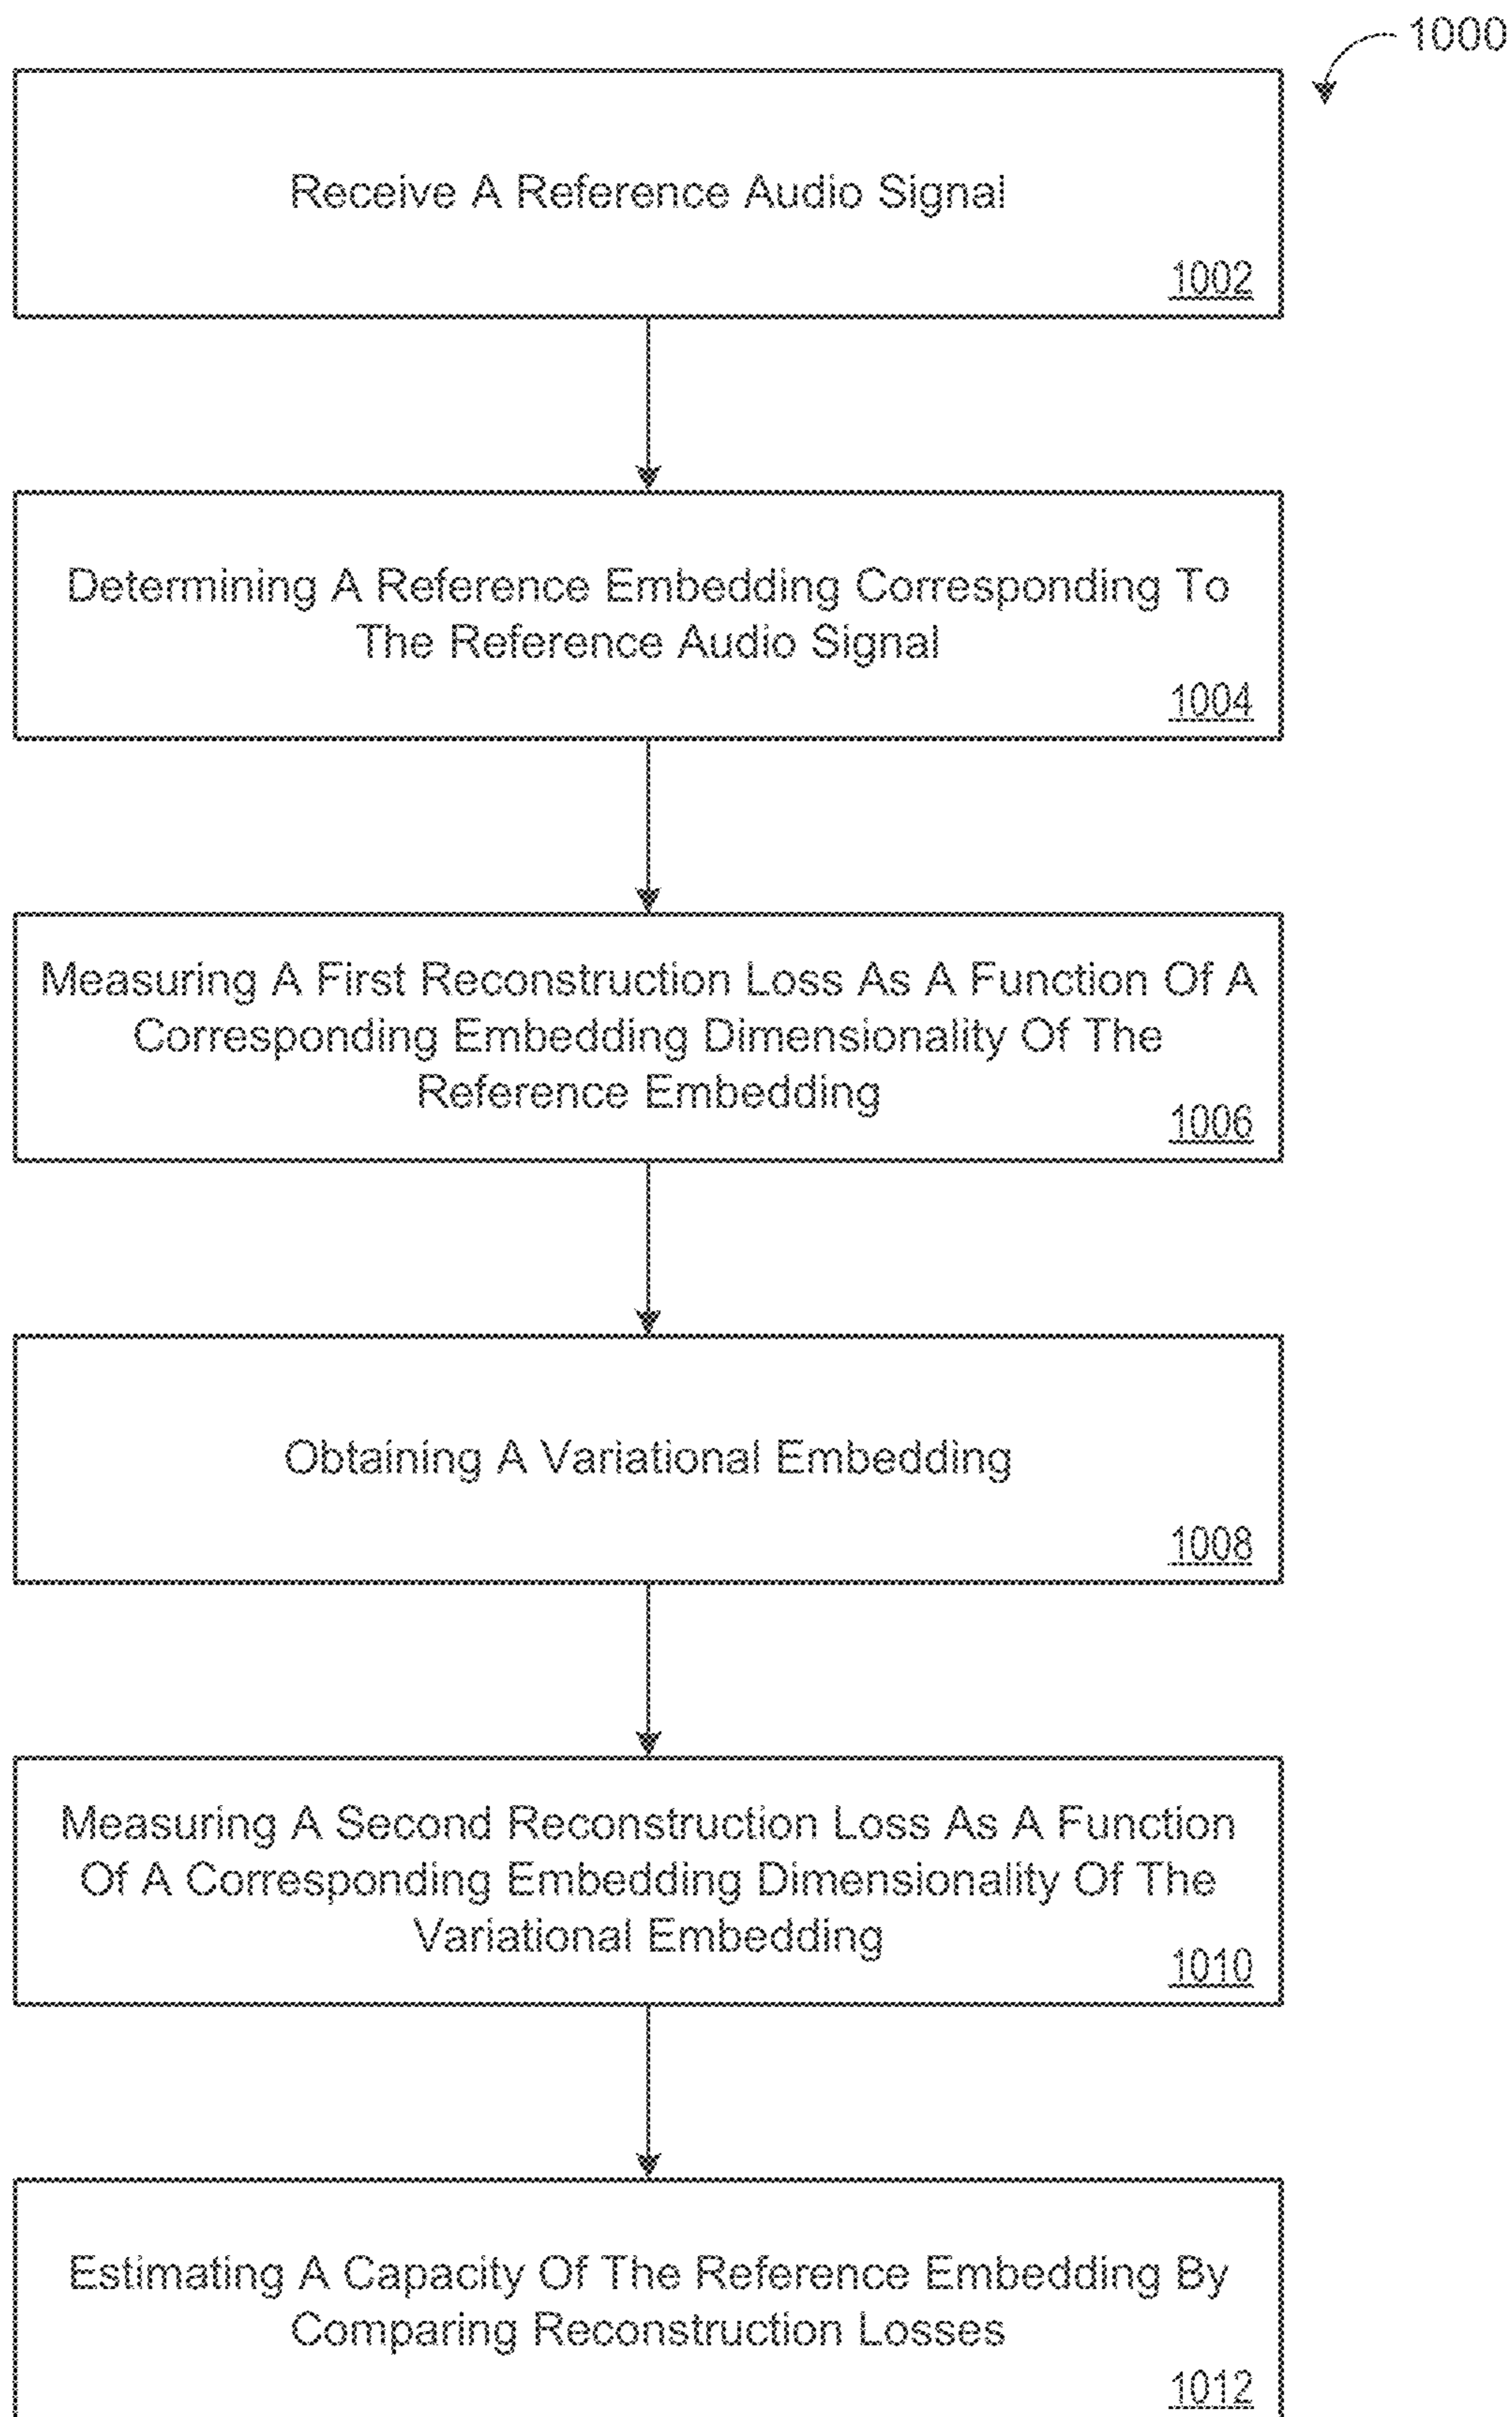 1000
Receive A Reference Audio Signal
1002
Determining A Reference Embedding Corresponding To
The Reference Audio Signal
1004
Measuring A First Reconstruction Loss As A Function Of A
Corresponding Embedding Dimensionality Of The
Reference Embedding
1006
Obtaining A Variational Embedding
1008
Measuring A Second Reconstruction Loss As A Function
Of A Corresponding Embedding Dimensionality Of The
Variational Embedding
1010
Estimating A Capacity Of The Reference Embedding By
Comparing Reconstruction Losses
1012